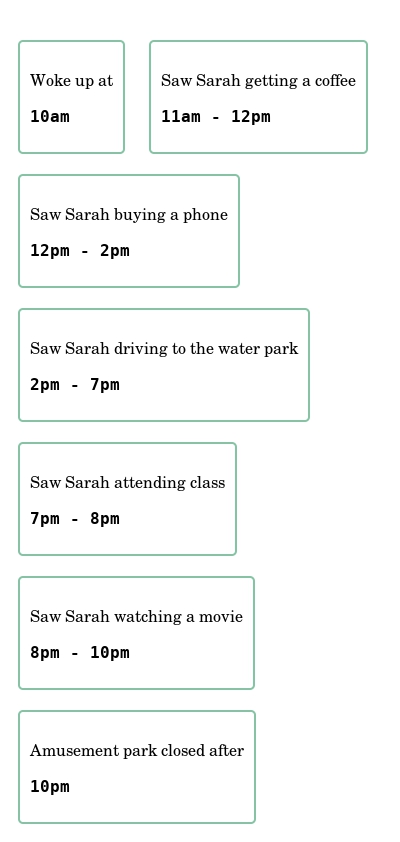 Woke up at
10am
Saw Sarah getting a coffee
11am - 12pm
Saw Sarah buying a phone
12pm - 2pm
Saw Sarah driving to the water park
2pm - 7pm
Saw Sarah attending class
7pm - 8pm
Saw Sarah watching a movie
8pm - 10pm
Amusement park closed after
10pm